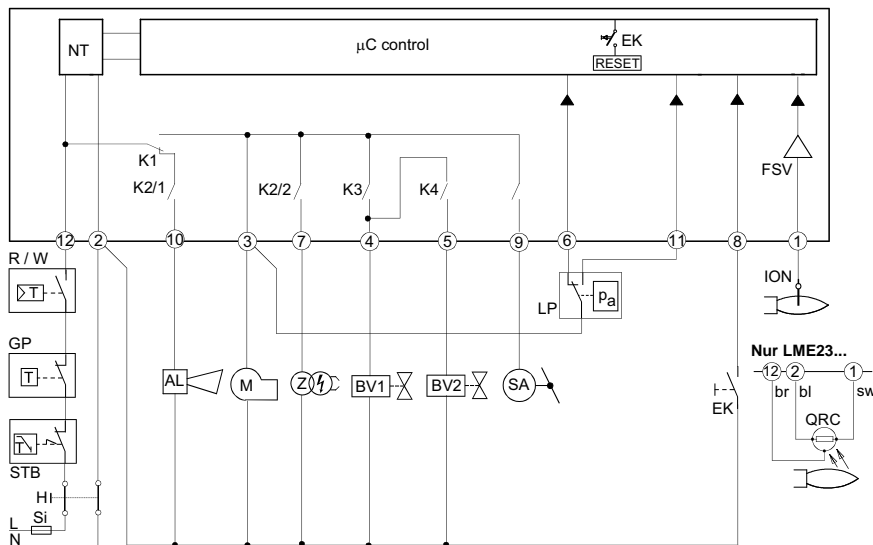 NT
µC control
EK
RESET
FSV
K1
K2/1
K2/2
K3
K4
12
2
10
3
7
4
5
9
6
11
8
1
R / W
T
LP
pa
ION
GP
T
Nur LME23...
12
2
1
AL
M
Z
BV1
BV2
SA
EK
br
bl
sw
QRC
T
STB
H
L
Si
N